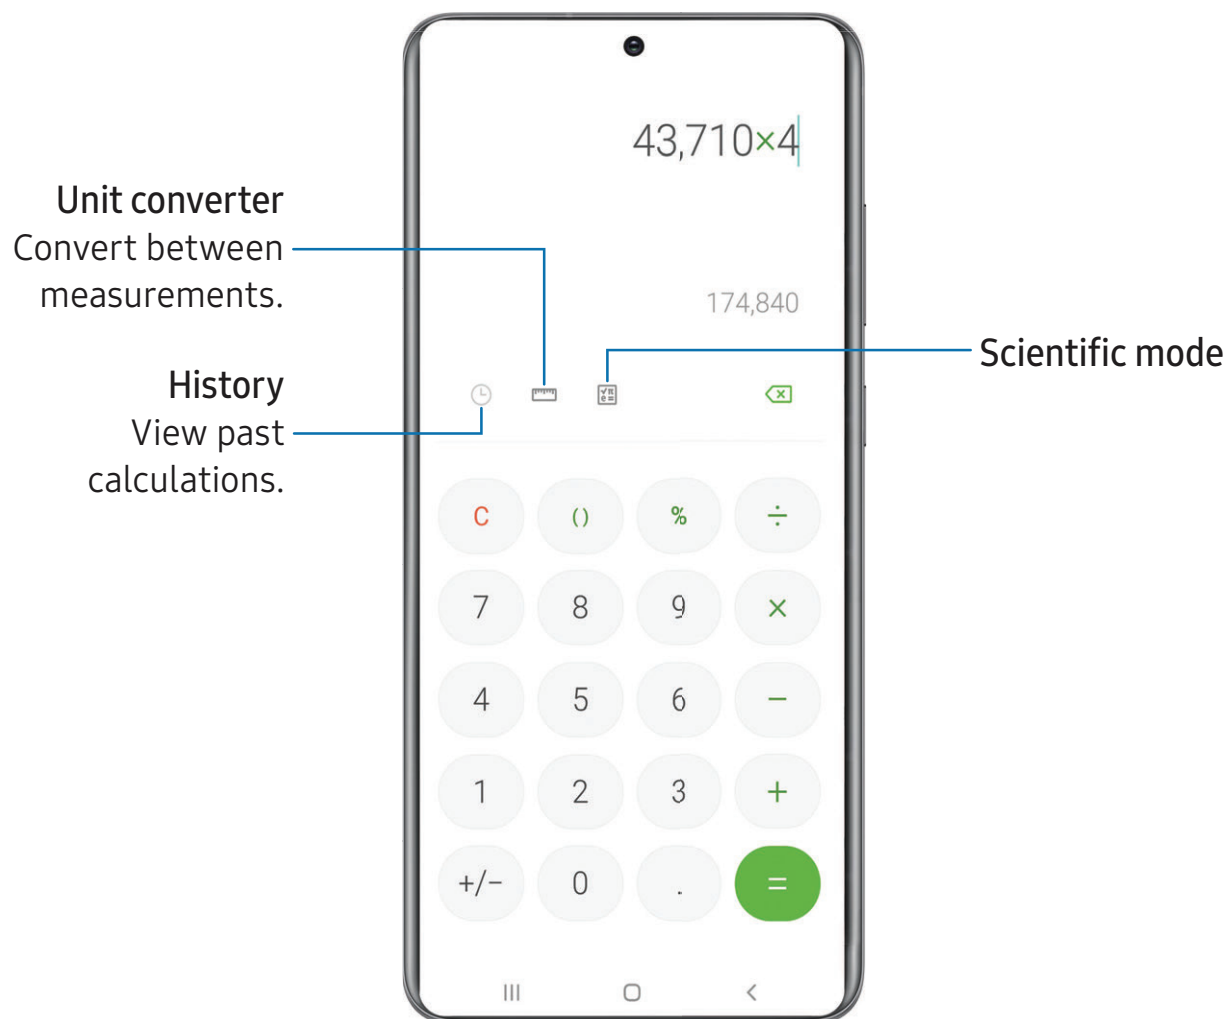 43,710×4
Unit converter
Convert between
measurements.
174,840
Scientific mode
History
View past
calculations.
√π
e=
C
()
%
÷
7
8
9
×
4
5
6
−
1
2
3
+
+/−
0
.
=